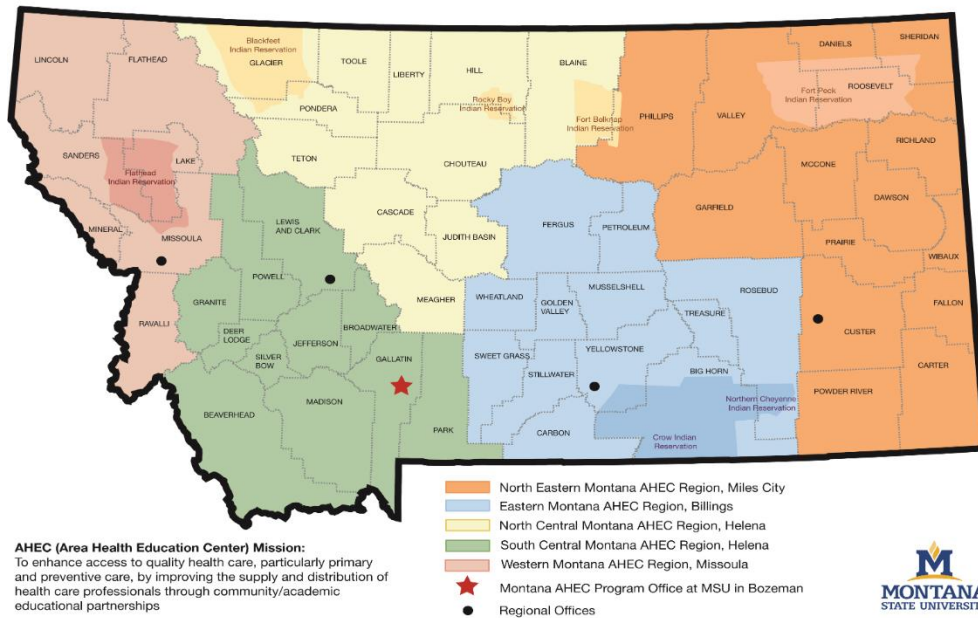 Blackfeet
Indian Reservation
GLACIER
LINCOLN
FLATHEAD
TOOLE
LIBERTY
HILL
BLAINE
DANIELS
SHERIDAN
PONDERA
Rocky Boy
Indian Reservation
Fort Belknap
Indian Reservation
PHILLIPS
VALLEY
Fort Peck
Indian Reservation
ROOSEVELT
SANDERS
LAKE
Flathead
Indian Reservation
TETON
CHOUTEAU
RICHLAND
MCCONE
DAWSON
MINERAL
MISSOULA
LEWIS
AND CLARK
CASCADE
JUDITH BASIN
FERGUS
PETROLEUM
GARFIELD
PRAIRIE
WIBAUX
POWELL
GRANITE
MEAGHER
WHEATLAND
GOLDEN
VALLEY
MUSSELSHELL
TREASURE
ROSEBUD
FALLON
RAVALLI
DEER
LODGE
SILVER
BOW
JEFFERSON
BROADWATER
GALLATIN
CUSTER
SWEET GRASS
STILLWATER
YELLOWSTONE
BIG HORN
CARTER
POWDER RIVER
BEAVERHEAD
MADISON
PARK
CARBON
Crow Indian
Reservation
Northern Cheyenne
Indian Reservation
North Eastern Montana AHEC Region, Miles City
Eastern Montana AHEC Region, Billings
North Central Montana AHEC Region, Helena
South Central Montana AHEC Region, Helena
Western Montana AHEC Region, Missoula
Montana AHEC Program Office at MSU in Bozeman
Regional Offices
AHEC (Area Health Education Center) Mission:
To enhance access to quality health care, particularly primary
and preventive care, by improving the supply and distribution of
health care professionals through community/academic
educational partnerships
M
MONTANA
STATE UNIVERSITY